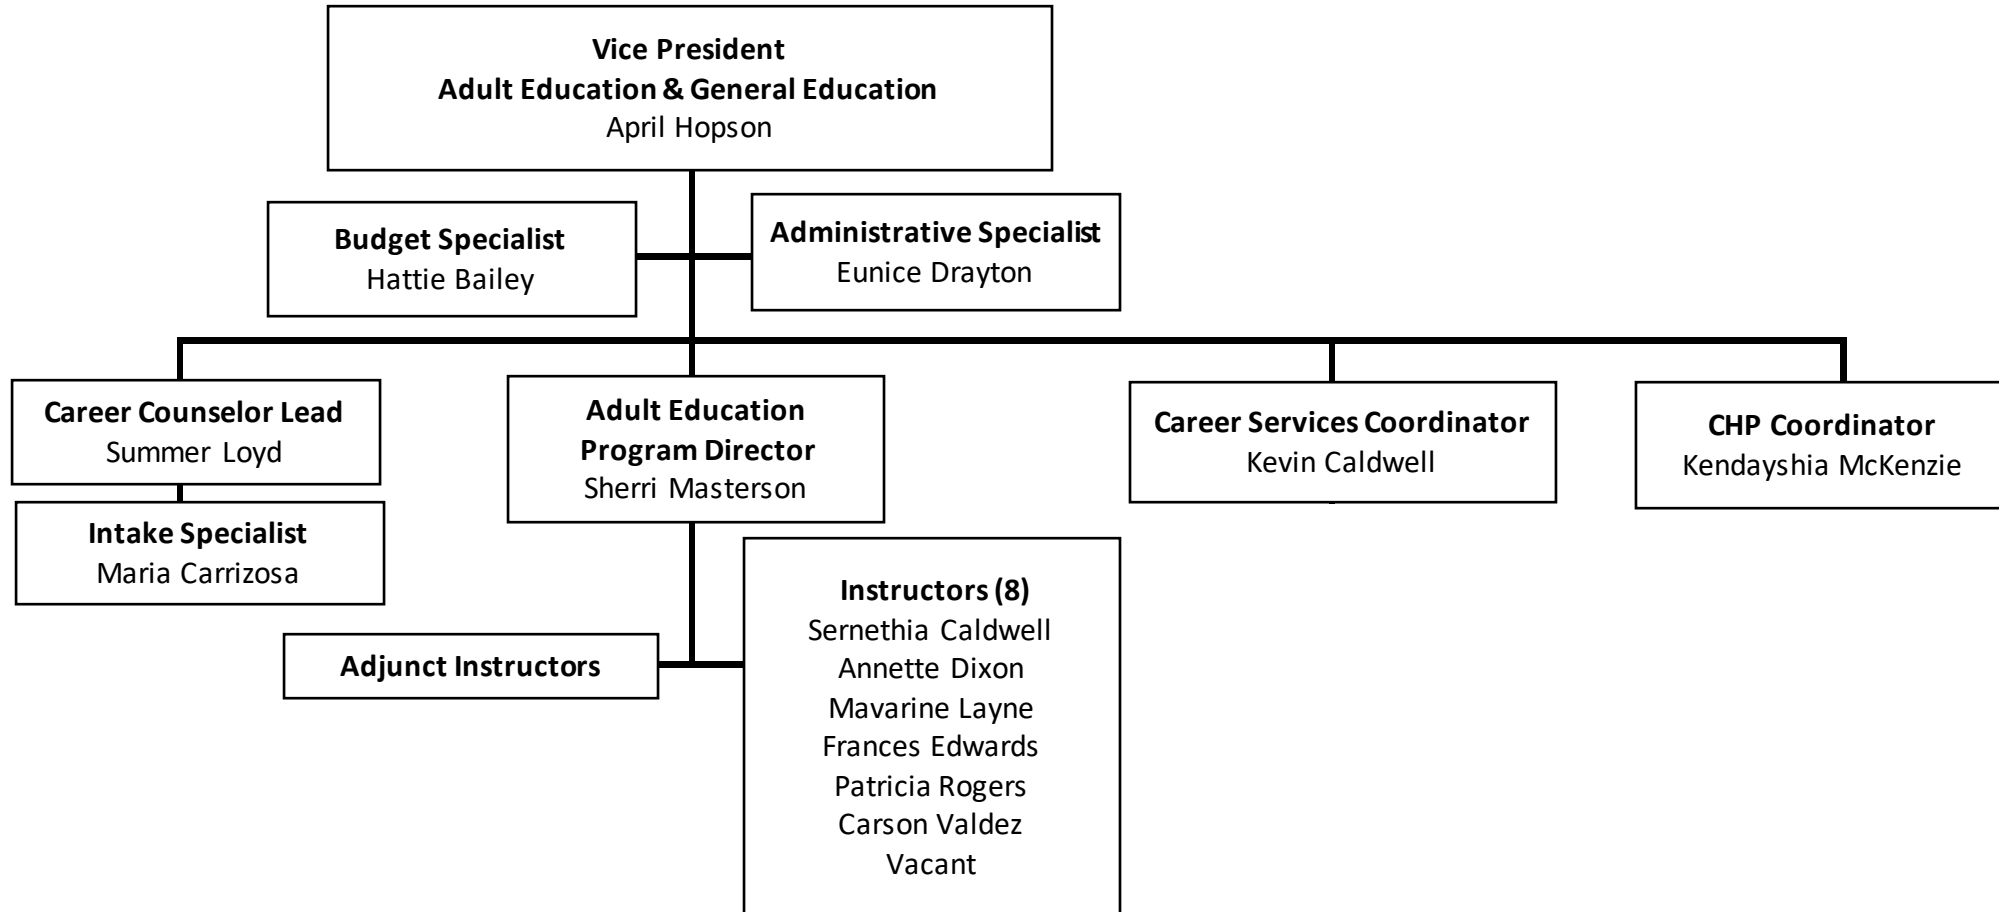 Vice President
Adult Education & General Education
April Hopson
Budget Specialist
Hattie Bailey
Administrative Specialist
Eunice Drayton
Career Counselor Lead
Summer Loyd
Intake Specialist
Maria Carrizosa
Adult Education
Program Director
Sherri Masterson
Career Services Coordinator
Kevin Caldwell
CHP Coordinator
Kendayshia McKenzie
Adjunct Instructors
Instructors (8)
Sernethia Caldwell
Annette Dixon
Mavarine Layne
Frances Edwards
Patricia Rogers
Carson Valdez
Vacant